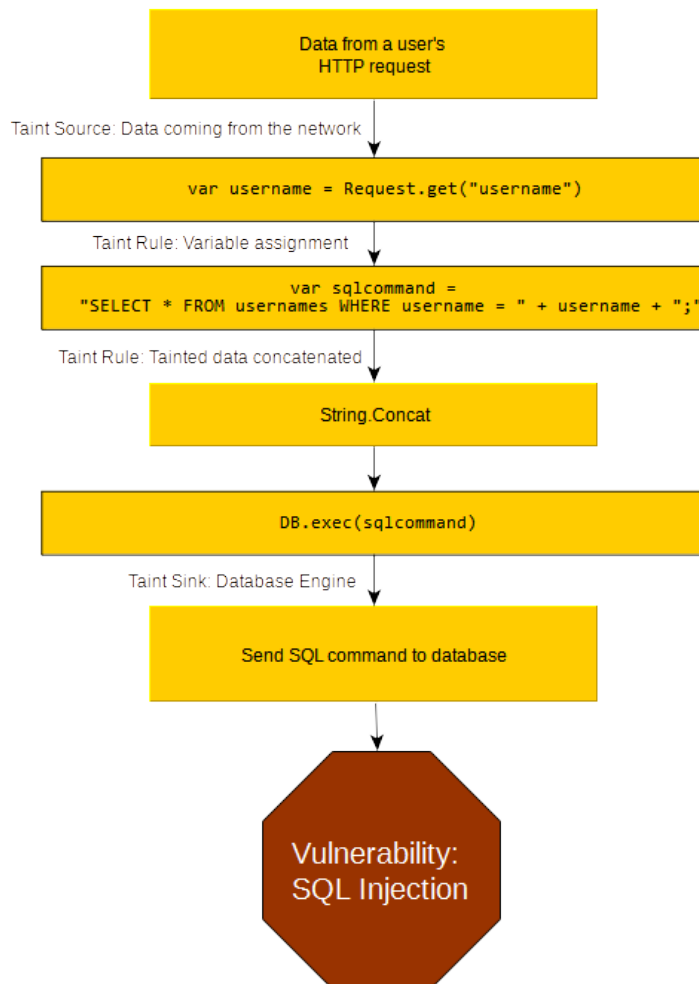 Data from a user's
HTTP request
Taint Source: Data coming from the network
var username = Request.get("username")
Taint Rule: Variable assignment
var sqlcommand =
"SELECT * FROM usernames WHERE username = " + username + ";"
Taint Rule: Tainted data concatenated
String.Concat
DB.exec(sqlcommand)
Taint Sink: Database Engine
Send SQL command to database
Vulnerability:
SQL Injection